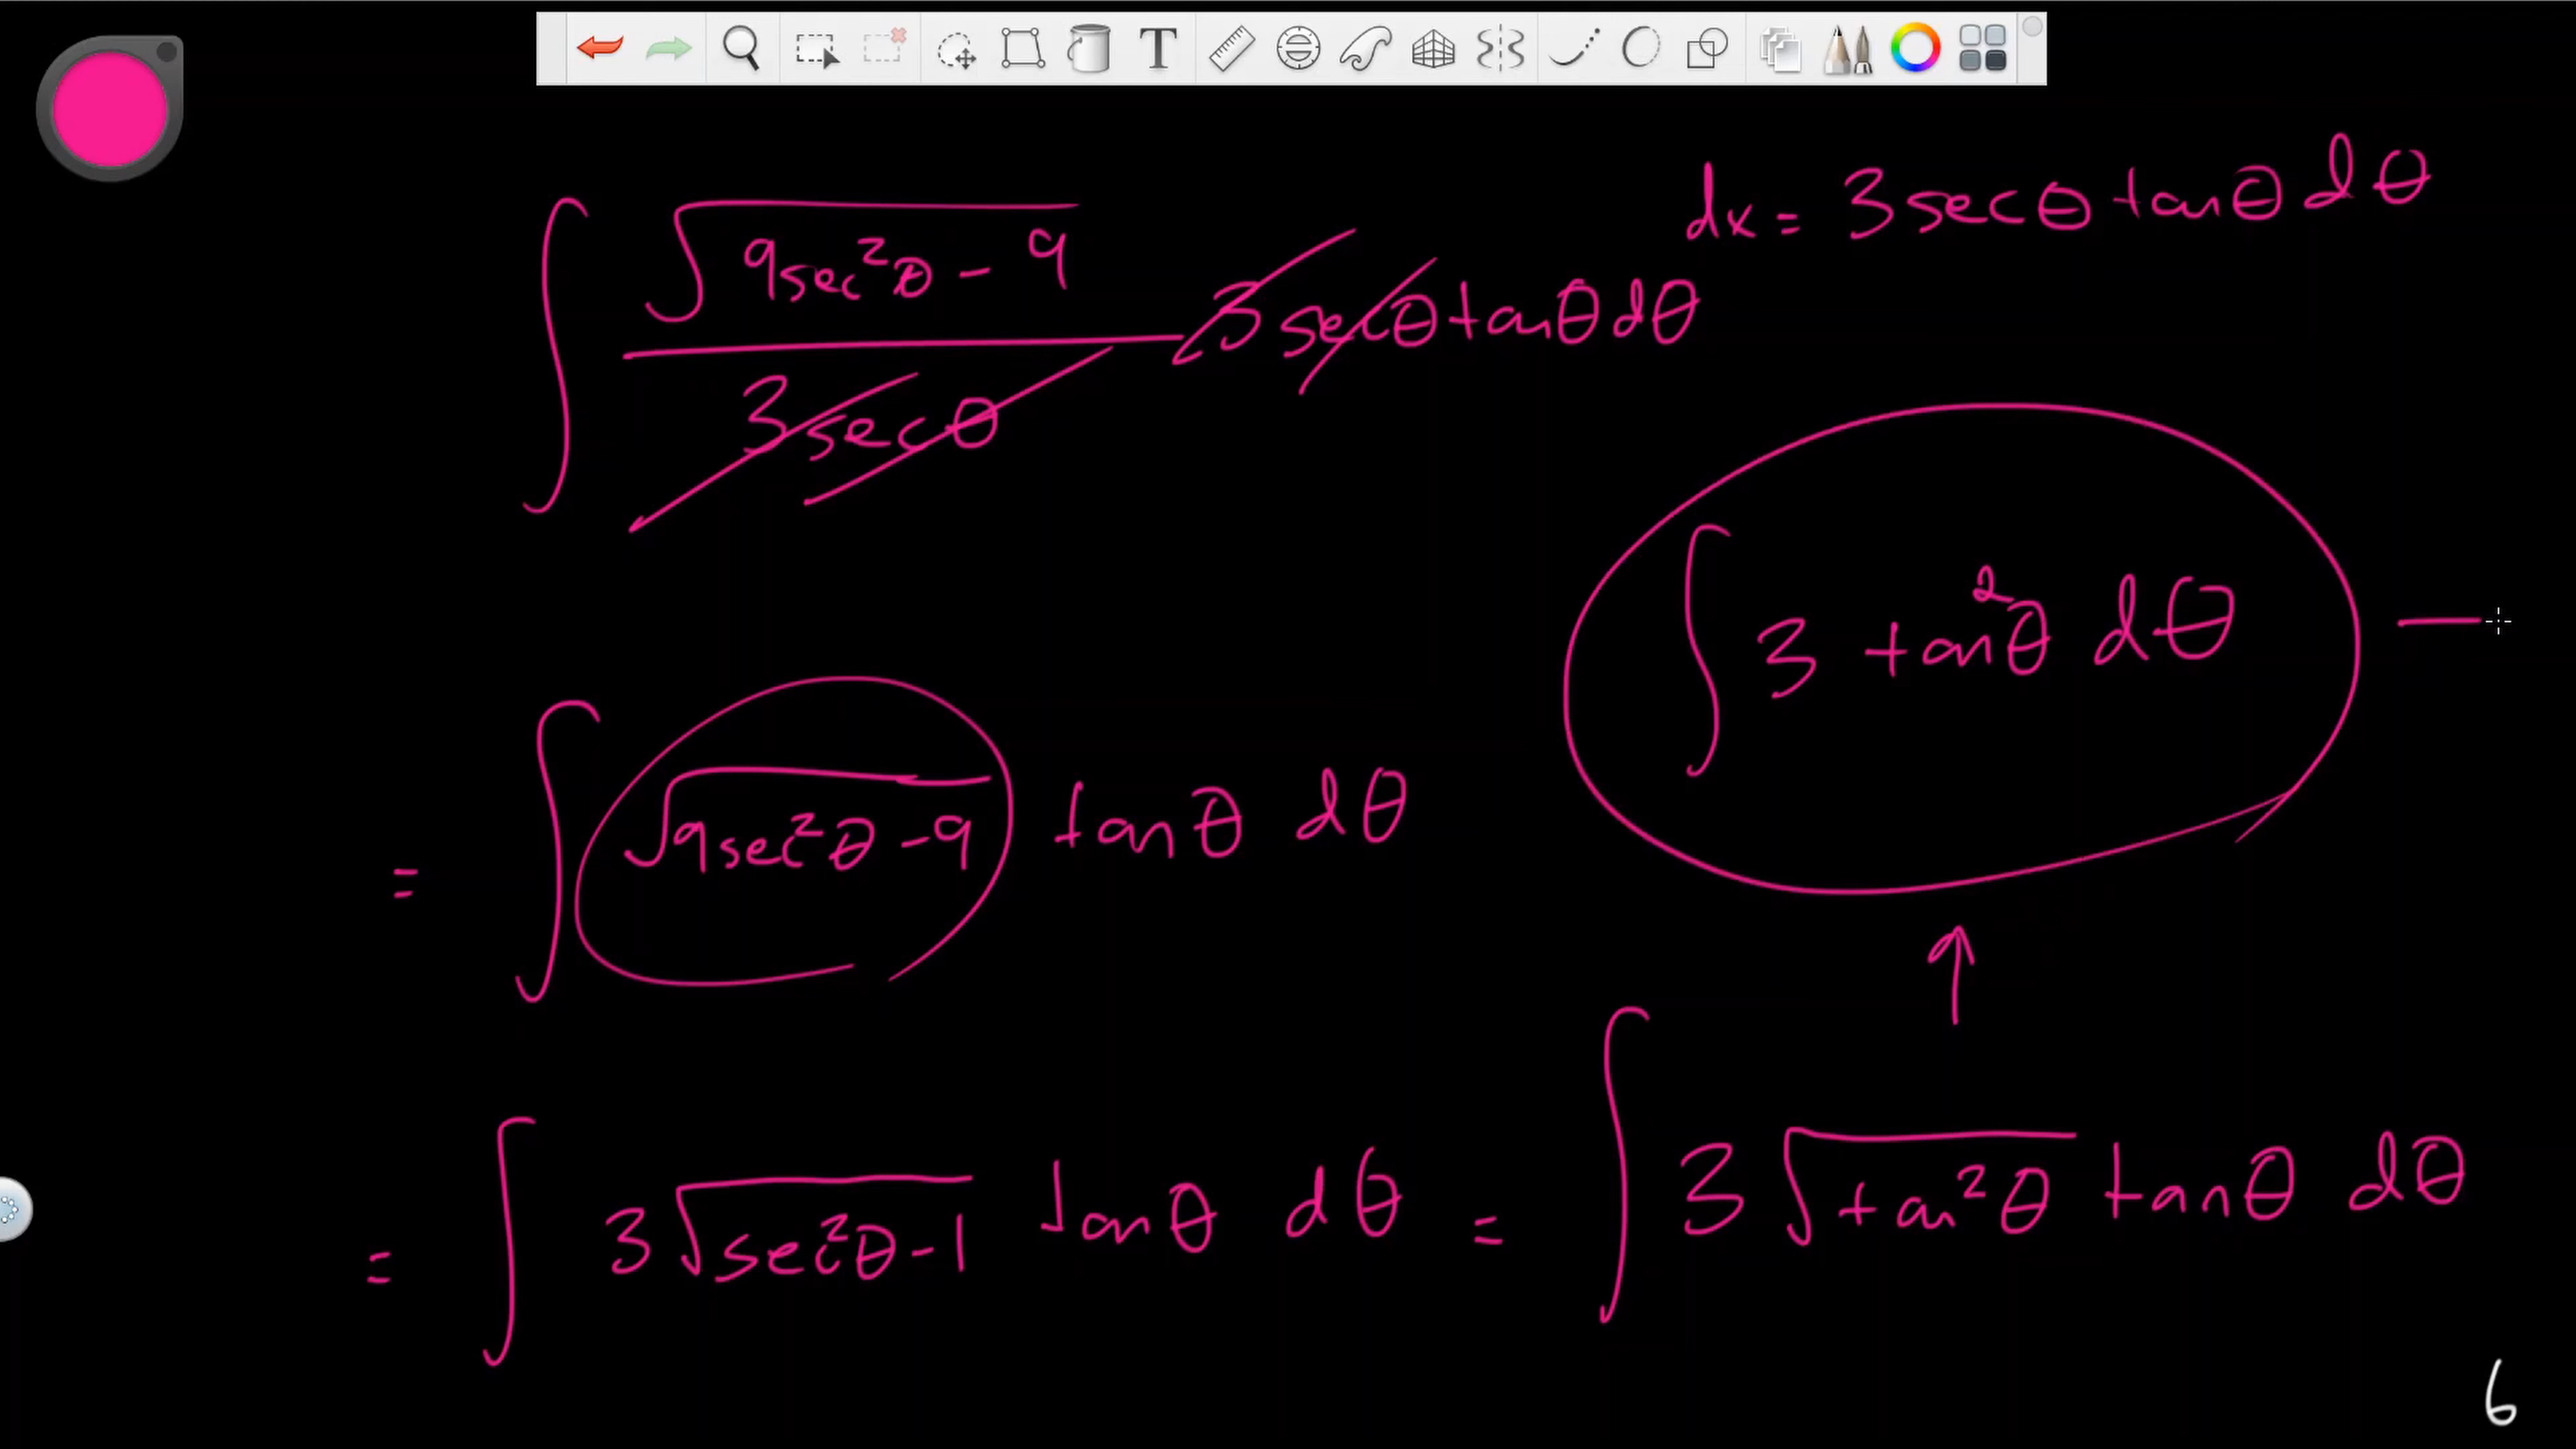 T
dx = 3secθ tanθ dθ
∫ √(9sec²θ - 9) / 3secθ 3secθ tanθ dθ
∫ 3 tan²θ dθ —
= ∫ √(9sec²θ - 9) tanθ dθ
↑
= ∫ 3√(sec²θ - 1) tanθ dθ = ∫ 3√(tan²θ) tanθ dθ
6